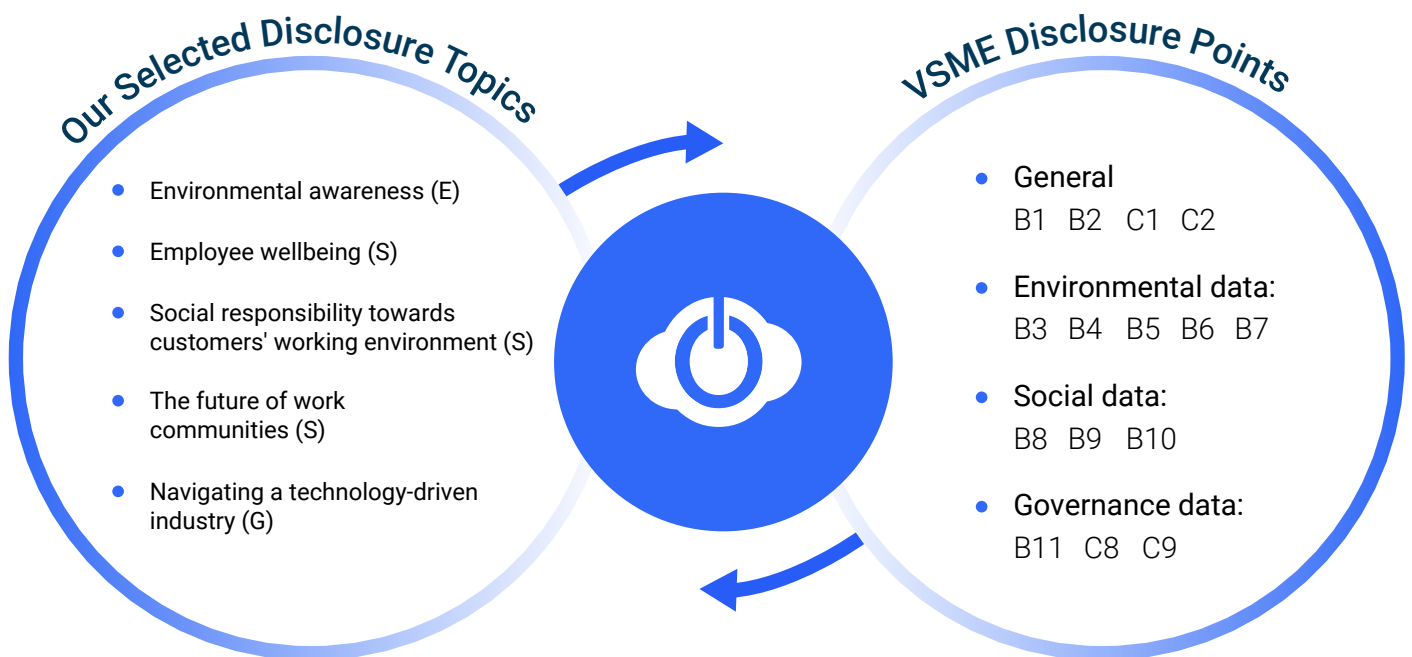 Our Selected Disclosure Topics
Environmental awareness (E)
Employee wellbeing (S)
Social responsibility towards
customers' working environment (S)
The future of work
communities (S)
Navigating a technology-driven
industry (G)
VSME Disclosure Points
General
B1 B2 C1 C2
Environmental data:
B3 B4 B5 B6 B7
Social data:
B8 B9 B10
Governance data:
B11 C8 C9